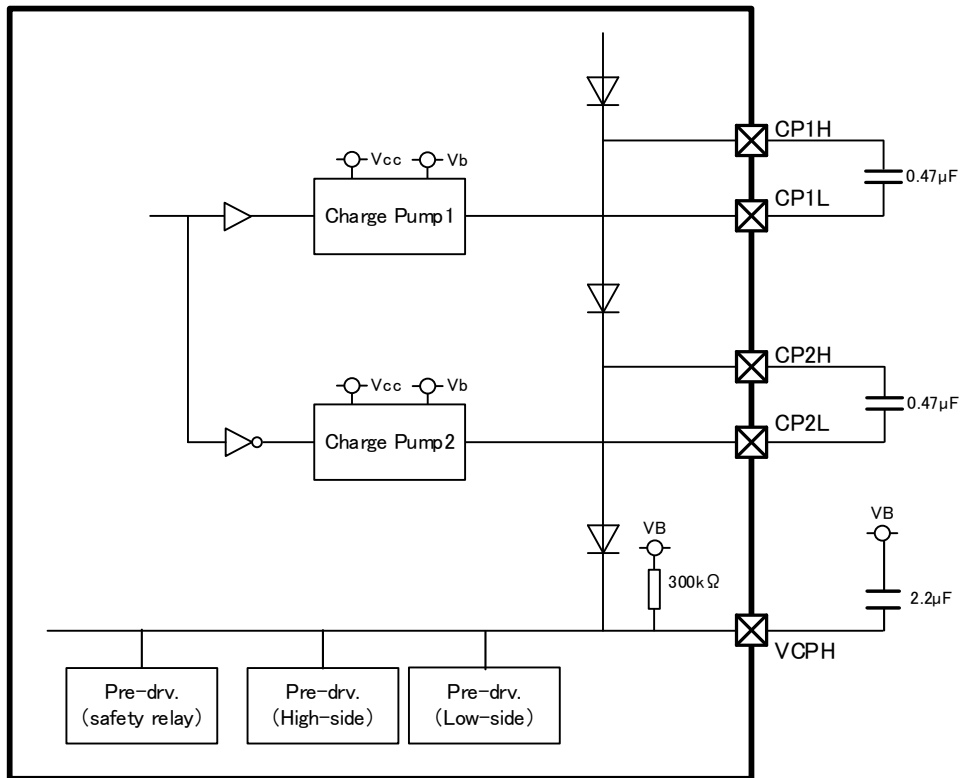 CP1H
Vcc Vb
0.47μF
Charge Pump1
CP1L
CP2H
Vcc Vb
0.47μF
Charge Pump2
CP2L
VB
VB
300kΩ
2.2μF
VCPH
Pre-drv.
(safety relay)
Pre-drv.
(High-side)
Pre-drv.
(Low-side)